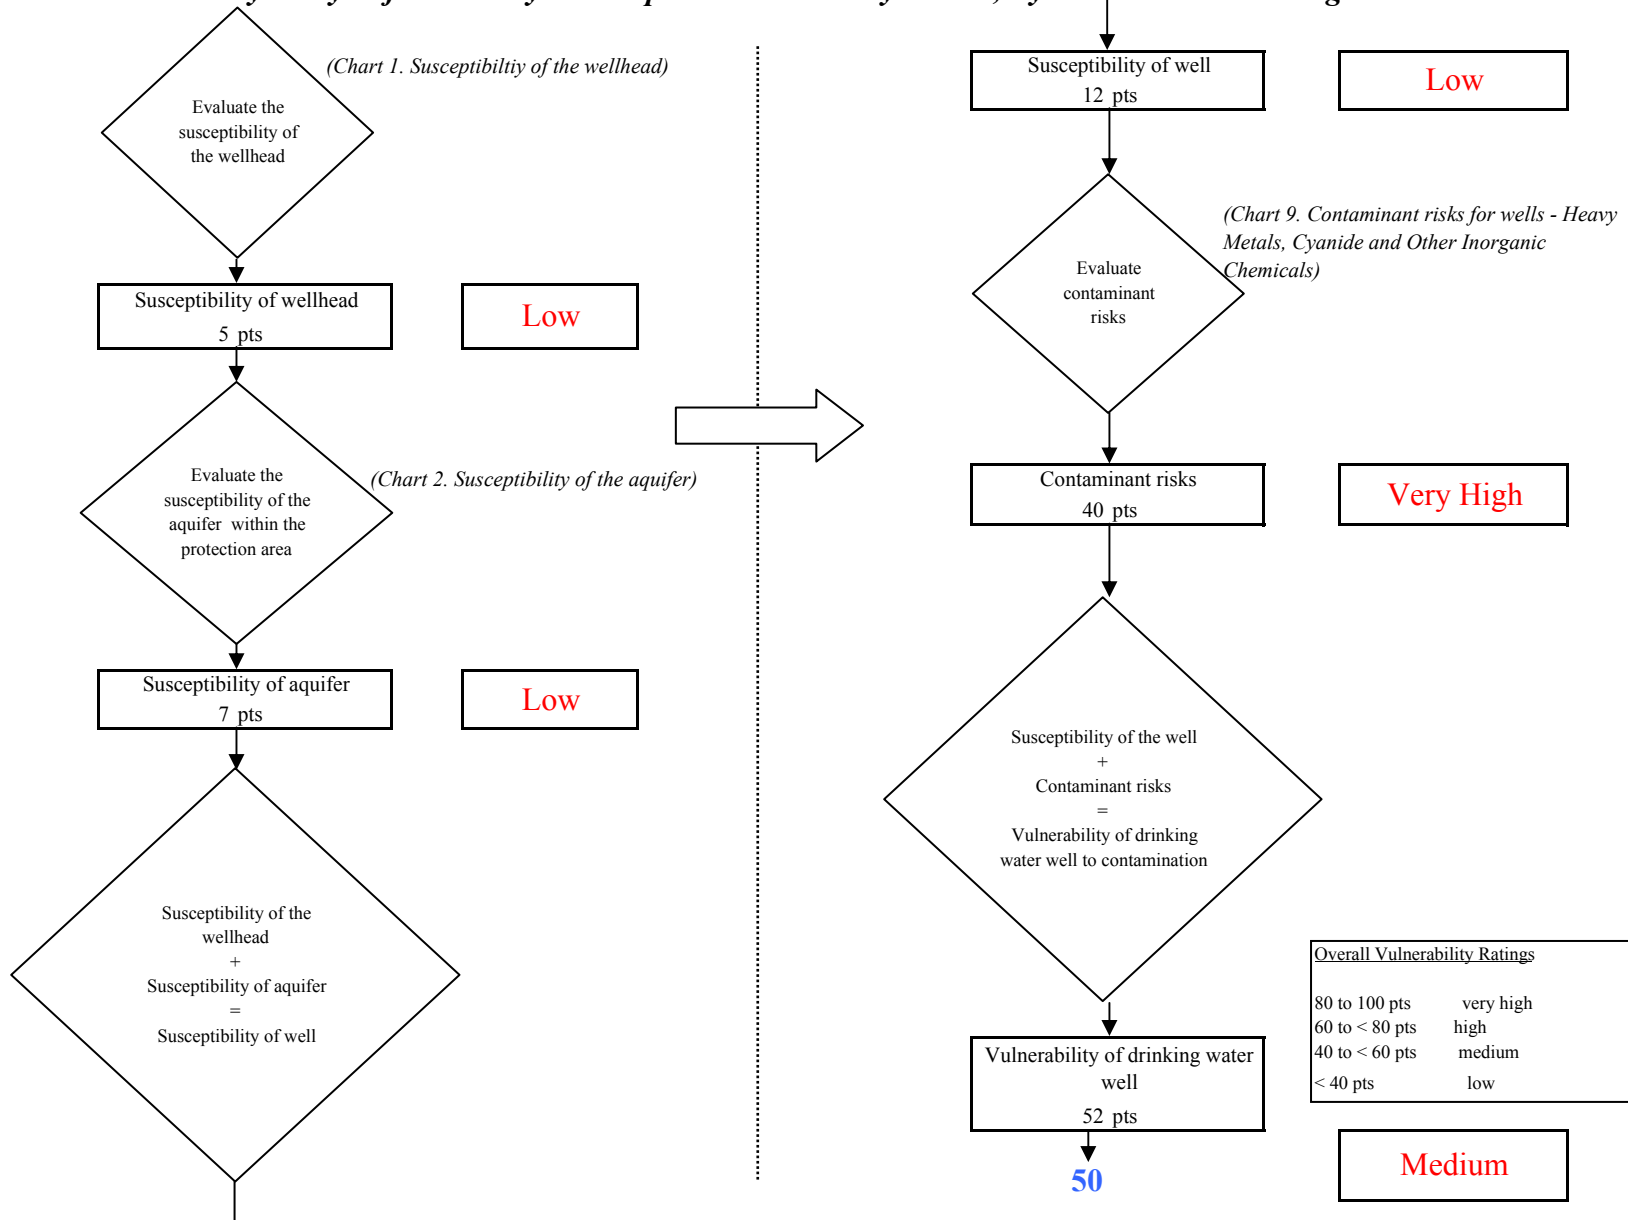 (Chart 1. Susceptibiltiy of the wellhead)
Evaluate the
susceptibility of
the wellhead
Susceptibility of wellhead
5 pts
Low
Evaluate the
susceptibility of the
aquifer within the
protection area
(Chart 2. Susceptibility of the aquifer)
Susceptibility of aquifer
7 pts
Low
Susceptibility of the
wellhead
+
Susceptibility of aquifer
=
Susceptibility of well
Susceptibility of well
12 pts
Low
Evaluate
contaminant
risks
(Chart 9. Contaminant risks for wells - Heavy
Metals, Cyanide and Other Inorganic
Chemicals)
Contaminant risks
40 pts
Very High
Susceptibility of the well
+
Contaminant risks
=
Vulnerability of drinking
water well to contamination
Overall Vulnerability Ratings
80 to 100 pts very high
60 to < 80 pts high
40 to < 60 pts medium
< 40 pts low
Vulnerability of drinking water
well
52 pts
50
Medium